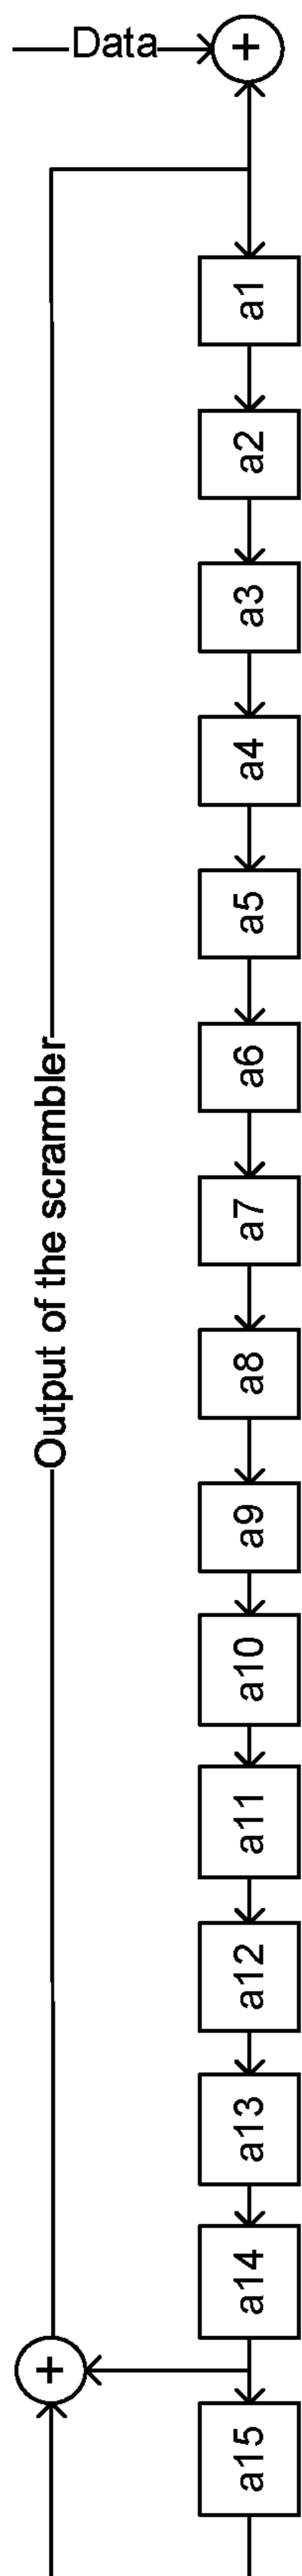 Data
+
a1
a2
a3
a4
a5
a6
a7
a8
Output of the scrambler
a9
a10
a11
a12
a13
a14
+
a15